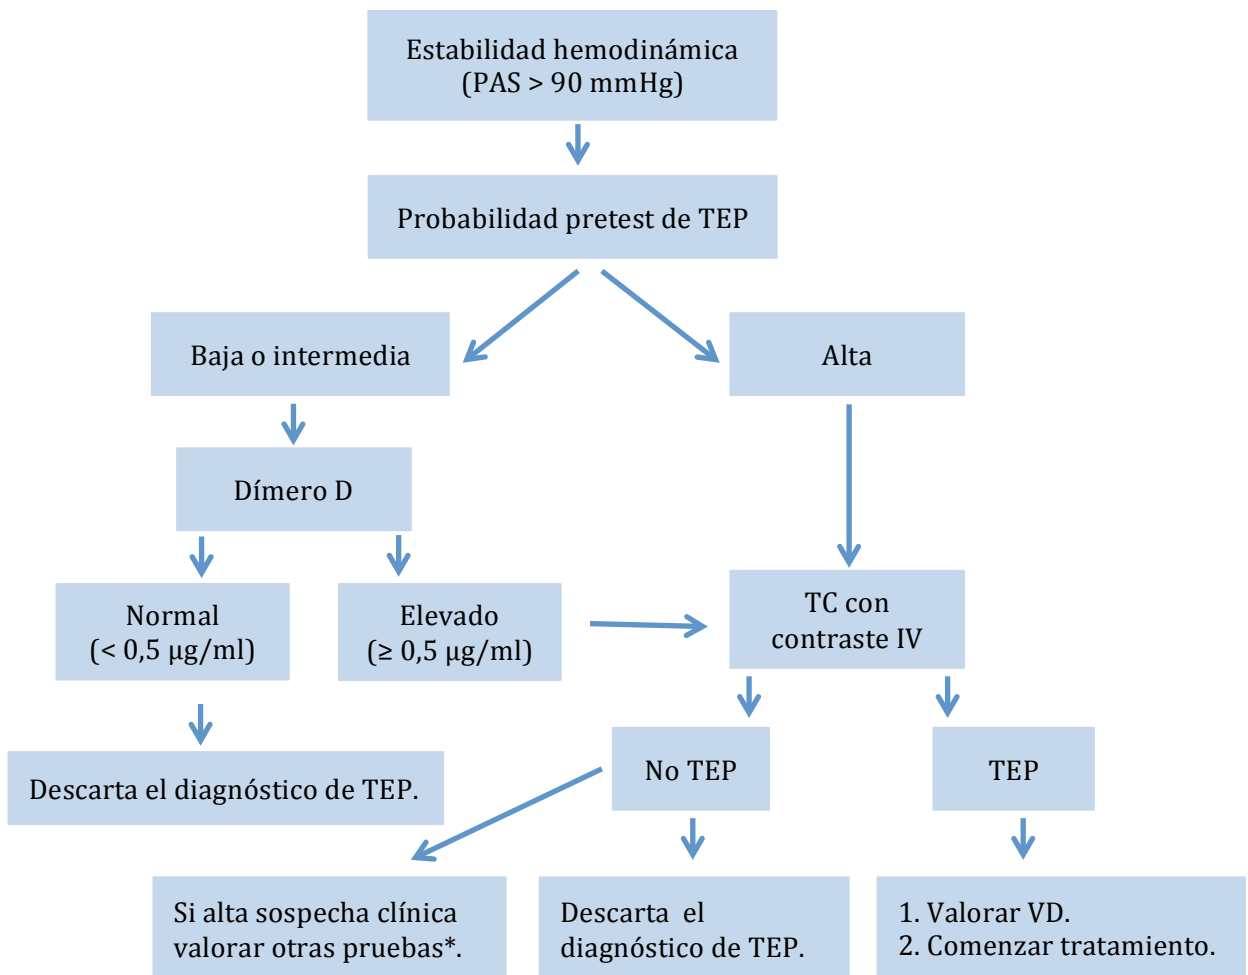 Estabilidad hemodinámica
(PAS > 90 mmHg)
Probabilidad pretest de TEP
Baja o intermedia
Alta
Dímero D
Normal
(< 0,5 µg/ml)
Elevado
(≥ 0,5 µg/ml)
TC con
contraste IV
Descarta el diagnóstico de TEP.
No TEP
TEP
Si alta sospecha clínica
valorar otras pruebas*.
Descarta el
diagnóstico de TEP.
1. Valorar VD.
2. Comenzar tratamiento.